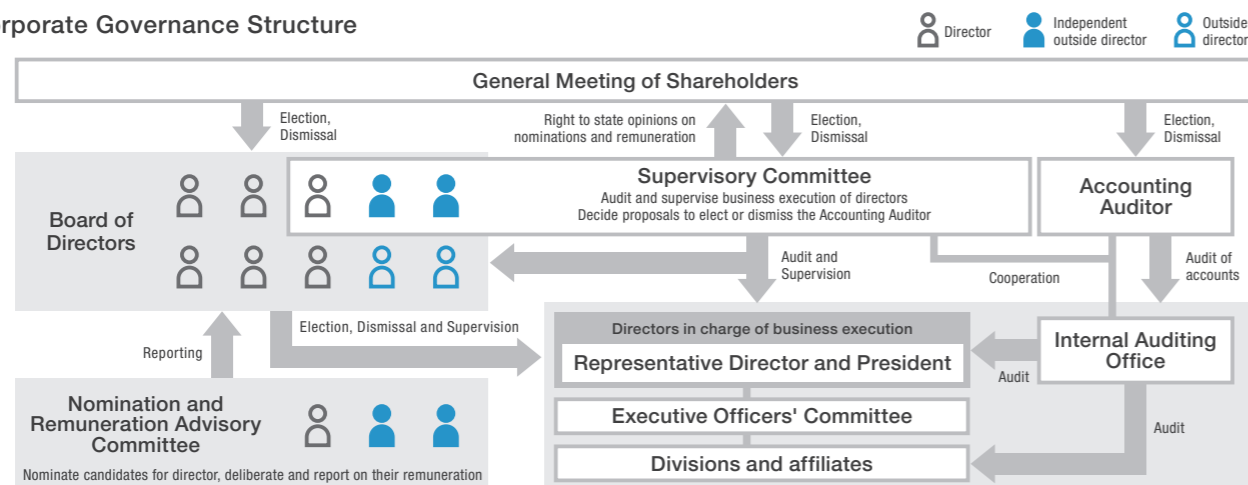 orporate Governance Structure
Director
Independent
outside director
Outside
director
General Meeting of Shareholders
Election,
Dismissal
Right to state opinions on
nominations and remuneration
Election,
Dismissal
Election,
Dismissal
Board of
Directors
Supervisory Committee
Audit and supervise business execution of directors
Decide proposals to elect or dismiss the Accounting Auditor
Accounting
Auditor
Audit and
Supervision
Cooperation
Audit of
accounts
Election, Dismissal and Supervision
Reporting
Directors in charge of business execution
Representative Director and President
Audit
Internal Auditing
Office
Executive Officers' Committee
Audit
Divisions and affiliates
Nomination and
Remuneration Advisory
Committee
Nominate candidates for director, deliberate and report on their remuneration